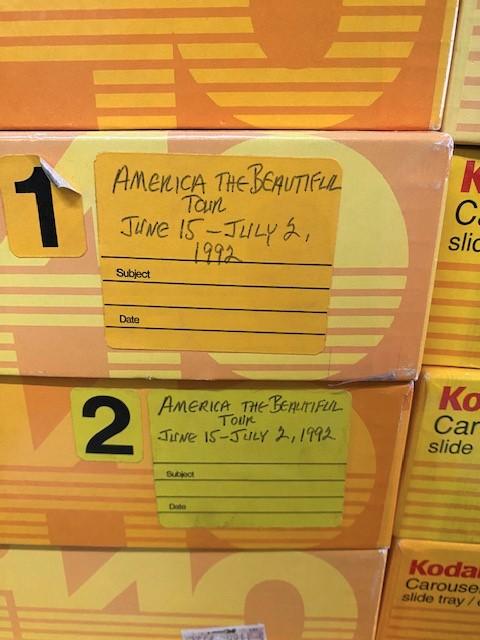 1
AMERICA THE BEAUTIFUL
TOUR
JUNE 15 - JULY 2,
1992
Subject
Date
2
AMERICA THE BEAUTIFUL
TOUR
JUNE 15 - JULY 2, 1992
Subject
Date
K
Ca
slid
Ko
Car
slide
Kodak
Carouse
slide tray /